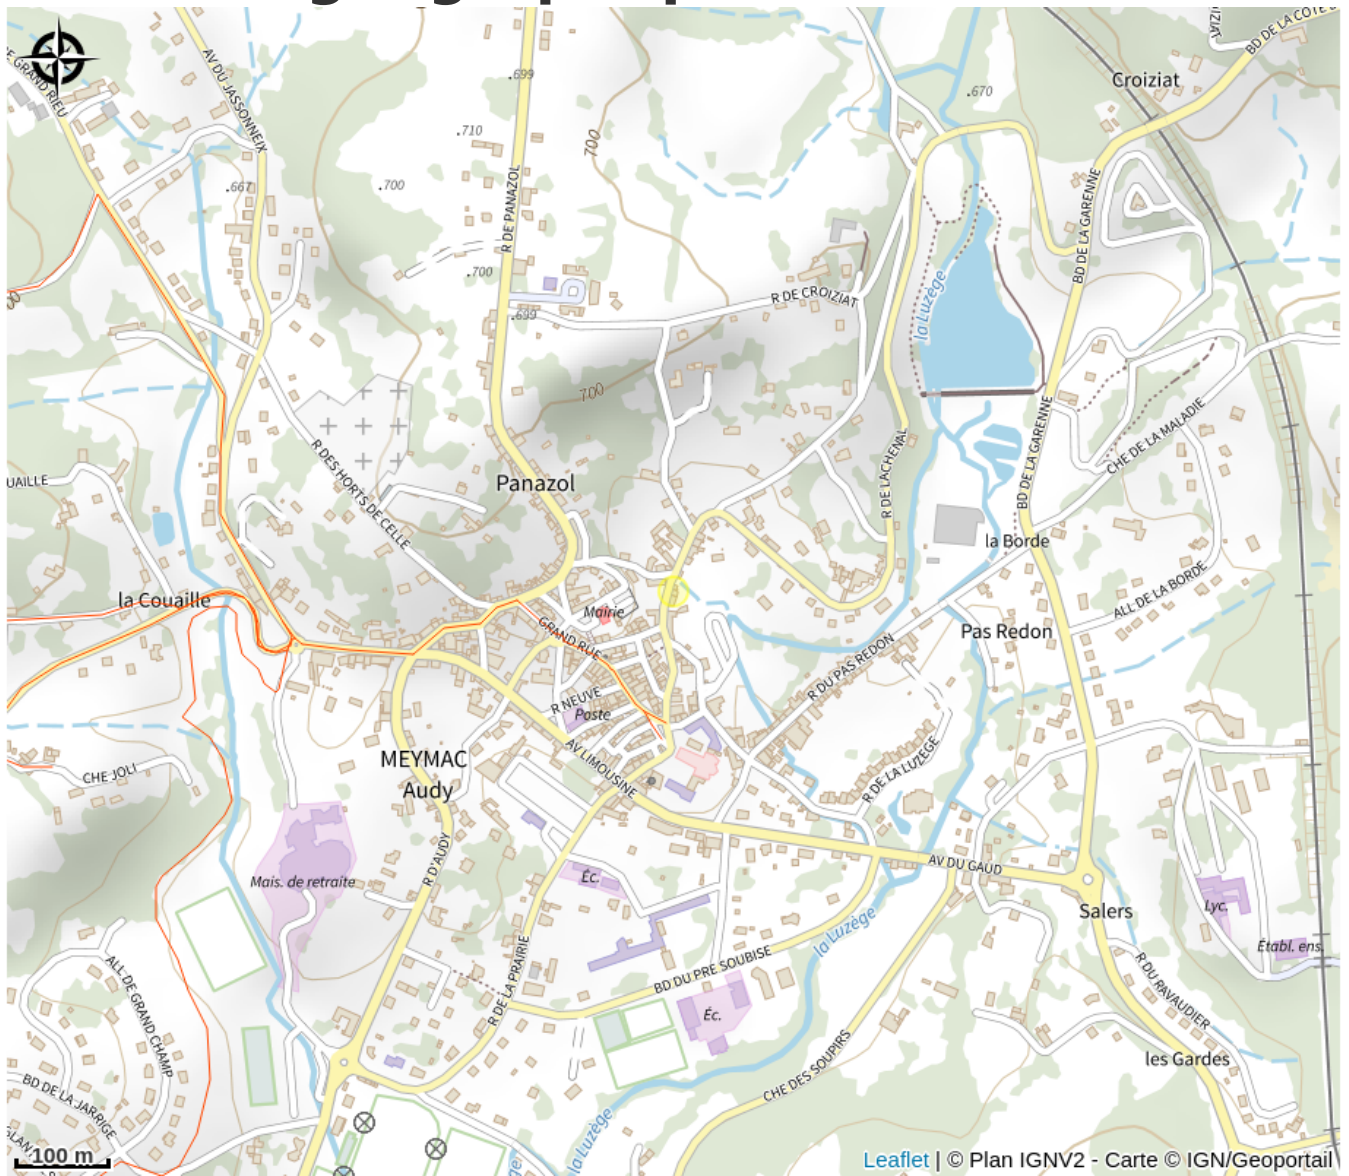 BD DE LA CÔTE D
Croiziat
AV DU JASSONNEIX
E GRAND RIEU
.699
.670
.710
700
.700
.667
R DE PANAZOL
BD DE LA GARENNE
.700
R DE CROIZIAT
la Luzège
.699
700
R DES HORTS DE CELLE
R DE LACHENAL
BD DE LA GARENNE
CHE DE LA MALADIE
UAILLE
Panazol
la Borde
la Couaille
Mairie
GRAND RUE
ALL DE LA BORDE
Pas Redon
R DU PAS REDON
R NEUVE
Poste
MEYMAC
Audy
AV LIMOUSINE
CHE JOLI
R DE LA LUZEGE
R D'AUDY
AV DU GAUD
Mais. de retraite
Éc.
Lyc.
Salers
la Luzège
Établ. ens.
ALL DE GRAND CHAMP
R DE LA PRAIRIE
BD DU PRE SOUBISE
R DU RAVAUDIER
Éc.
les Gardes
CHE DES SOUPIRS
BD DE LA JARRIGE
la Luzège
100 m
Leaflet | © Plan IGNV2 - Carte © IGN/Geoportail